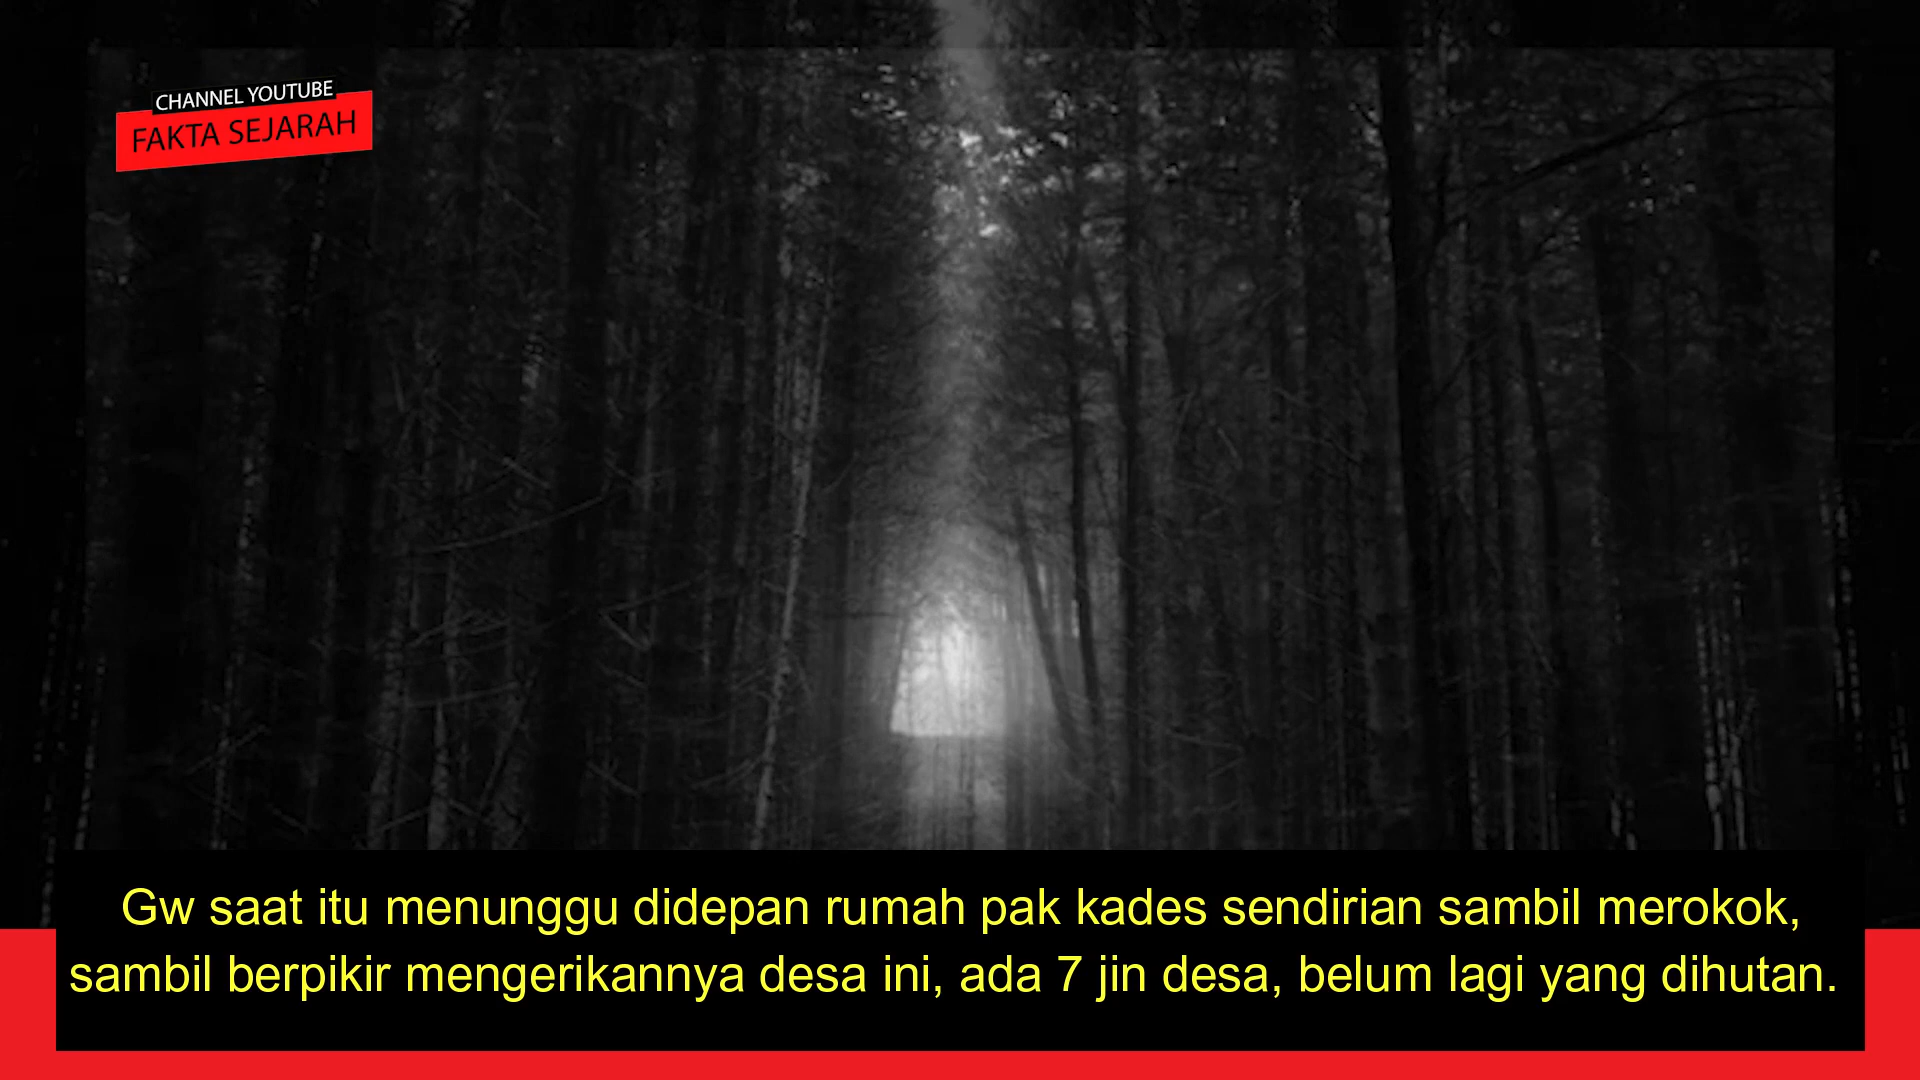 CHANNEL YOUTUBE
FAKTA SEJARAH
Gw saat itu menunggu didepan rumah pak kades sendirian sambil merokok,
sambil berpikir mengerikannya desa ini, ada 7 jin desa, belum lagi yang dihutan.